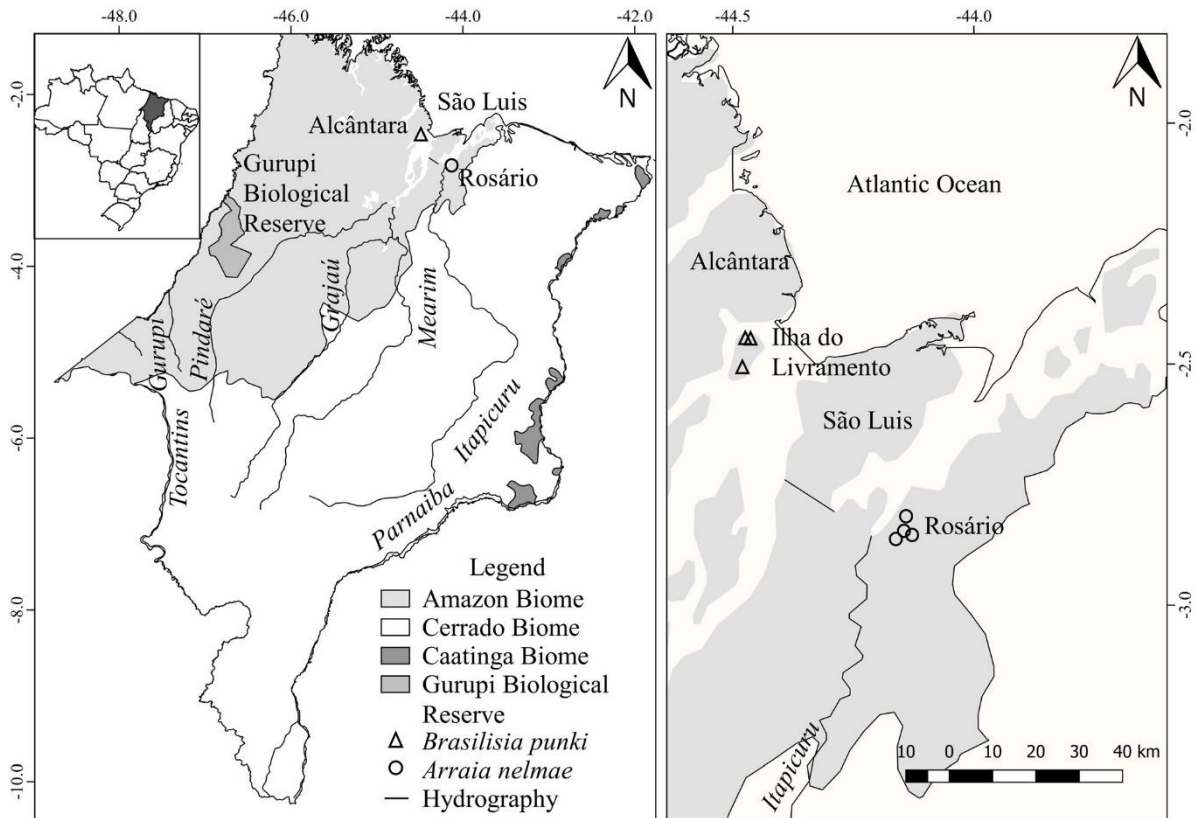 -48.0
-46.0
-44.0
-42.0
-2.0
-4.0
-6.0
-8.0
-10.0
N
São Luis
Alcântara
Rosário
Gurupi
Biological
Reserve
Gurupi
Pindaré
Grajaú
Mearim
Itapicuru
Tocantins
Parnaiba
Legend
Amazon Biome
Cerrado Biome
Caatinga Biome
Gurupi Biological
Reserve
Brasilisia punki
Arraia nelmae
Hydrography
-44.5
-44.0
-2.0
-2.5
-3.0
N
Atlantic Ocean
Alcântara
Ilha do
Livramento
São Luis
Rosário
Itapicuru
10 0 10 20 30 40 km